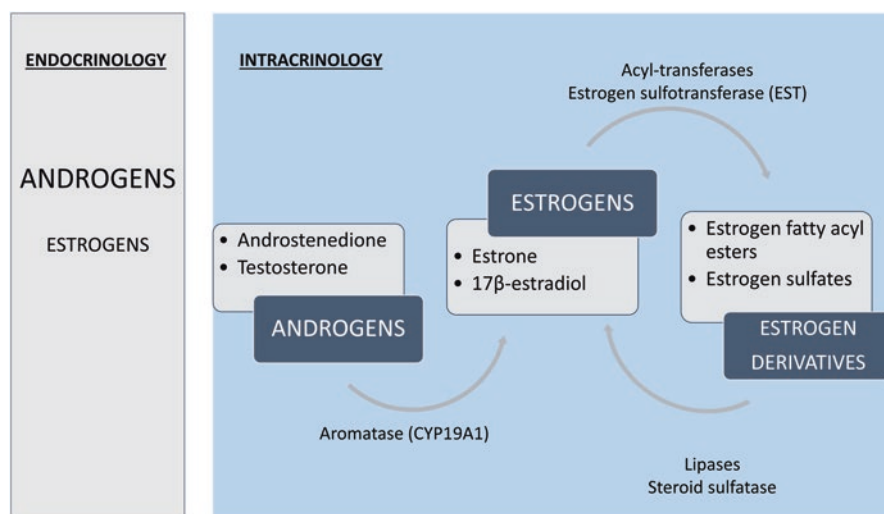 ENDOCRINOLOGY
ANDROGENS
ESTROGENS
INTRACRINOLOGY
Acyl-transferases
Estrogen sulfotransferase (EST)
• Androstenedione
• Testosterone
ANDROGENS
ESTROGENS
• Estrone
• 17β-estradiol
• Estrogen fatty acyl
esters
• Estrogen sulfates
ESTROGEN
DERIVATIVES
Aromatase (CYP19A1)
Lipases
Steroid sulfatase